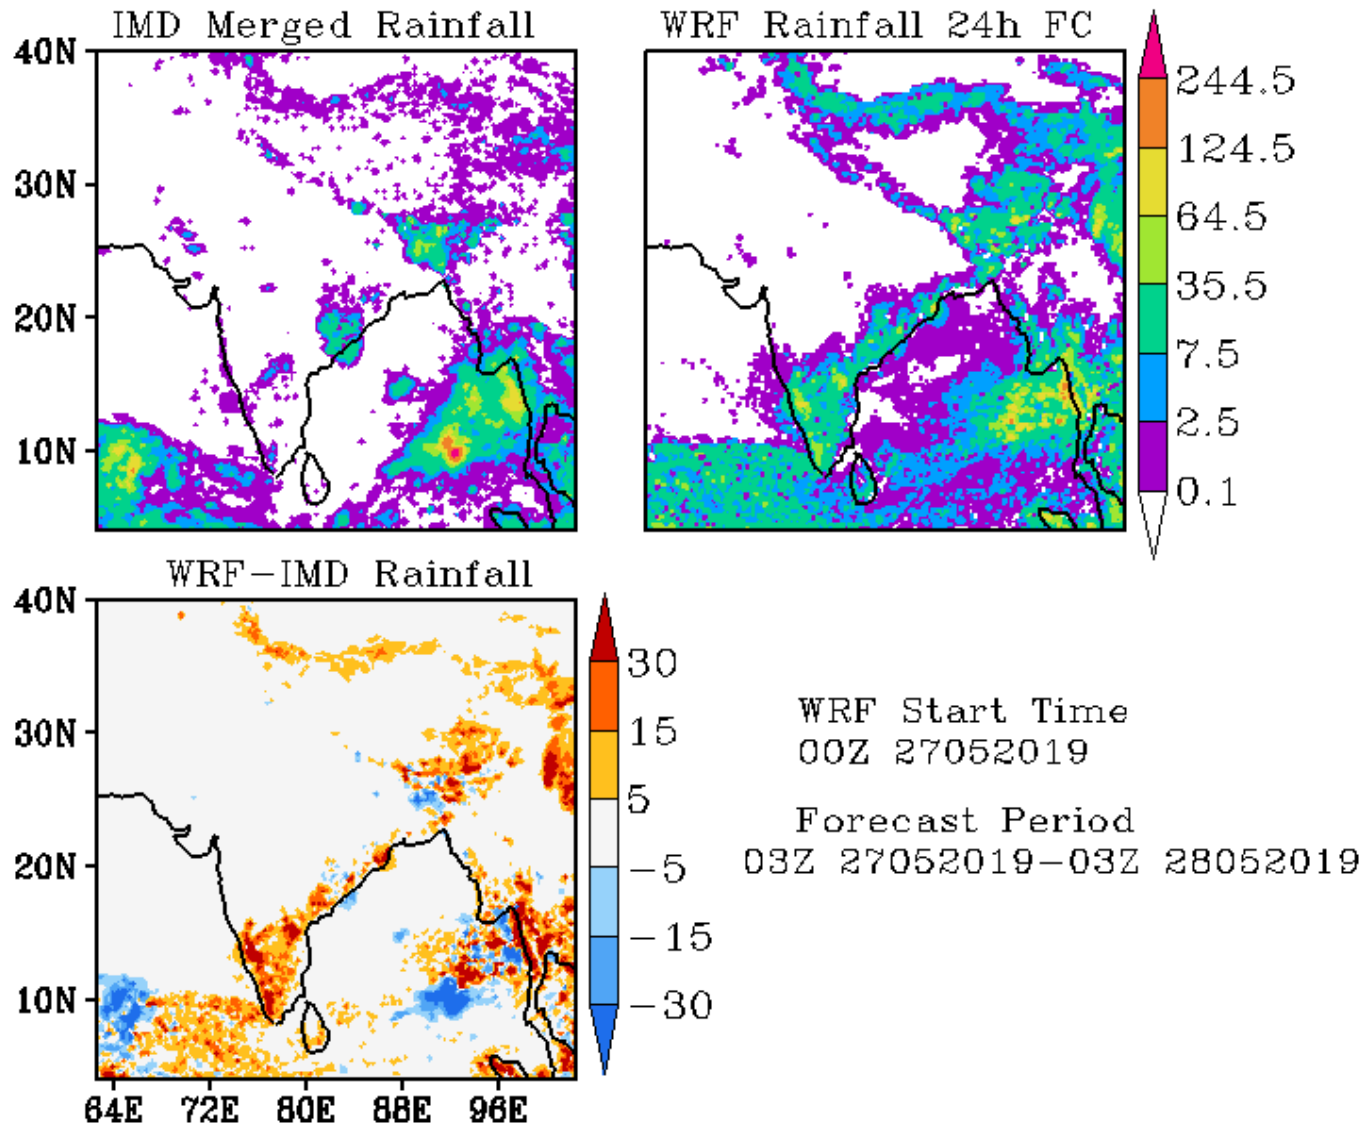 IMD Merged Rainfall
WRF Rainfall 24h FC
40N
30N
20N
10N
244.5
124.5
64.5
35.5
7.5
2.5
0.1
WRF-IMD Rainfall
40N
30N
20N
10N
64E 72E 80E 88E 96E
30
15
5
-5
-15
-30
WRF Start Time
00Z 27052019
Forecast Period
03Z 27052019-03Z 28052019